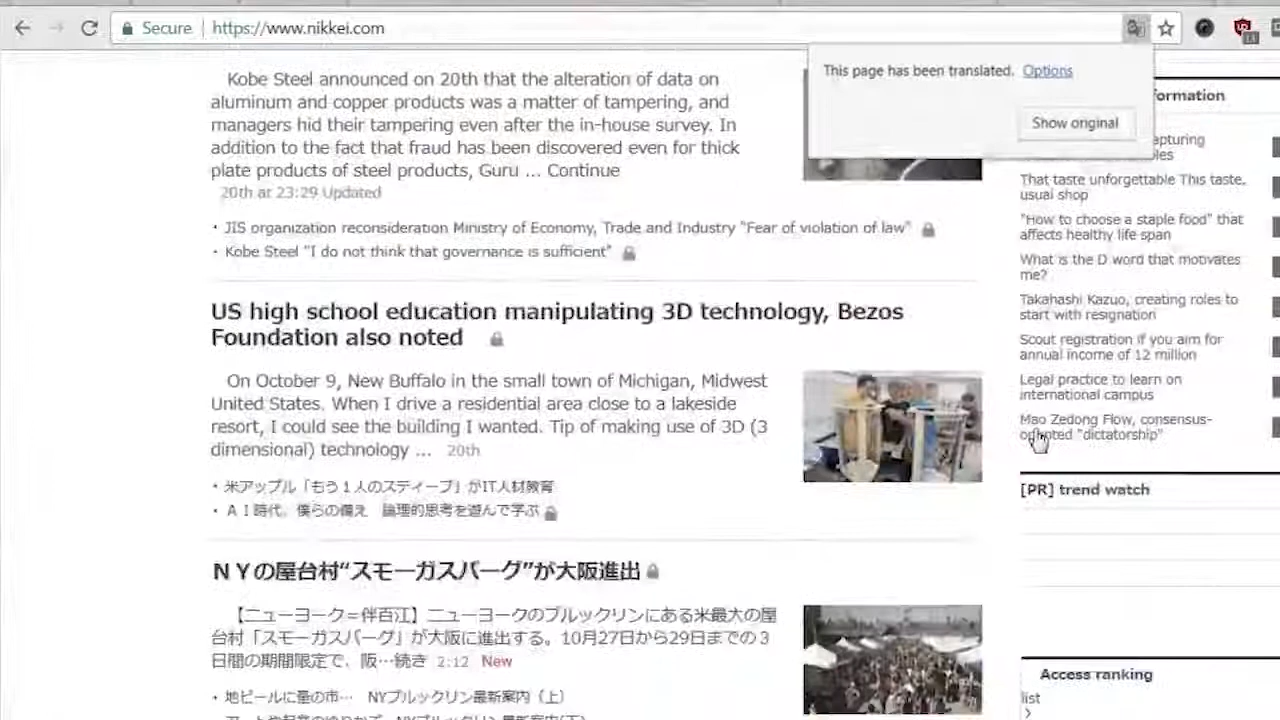 Secure
https://www.nikkei.com
This page has been translated. Options
Show original
Kobe Steel announced on 20th that the alteration of data on
aluminum and copper products was a matter of tampering, and
managers hid their tampering even after the in-house survey. In
addition to the fact that fraud has been discovered even for thick
plate products of steel products, Guru ... Continue
20th at 23:29 Updated
・JIS organization reconsideration Ministry of Economy, Trade and Industry "Fear of violation of law"
・Kobe Steel "I do not think that governance is sufficient"
US high school education manipulating 3D technology, Bezos
Foundation also noted
On October 9, New Buffalo in the small town of Michigan, Midwest
United States. When I drive a residential area close to a lakeside
resort, I could see the building I wanted. Tip of making use of 3D (3
dimensional) technology ... 20th
・米アップル「もう１人のスティーブ」がIT人材教育
・ＡＩ時代、僕らの備え 論理的思考を遊んで学ぶ
ＮＹの屋台村“スモーガスバーグ”が大阪進出
【ニューヨーク＝伴百江】ニューヨークのブルックリンにある米最大の屋
台村「スモーガスバーグ」が大阪に進出する。10月27日から29日までの３
日間の期間限定で、阪…続き 2:12 New
・地ビールに蚤の市… NYブルックリン最新案内（上）
NYブルックリン最新案内(下)
ormation
apturing
les
That taste unforgettable This taste,
usual shop
"How to choose a staple food" that
affects healthy life span
What is the D word that motivates
me?
Takahashi Kazuo, creating roles to
start with resignation
Scout registration if you aim for
annual income of 12 million
Legal practice to learn on
international campus
Mao Zedong Flow, consensus-
oriented "dictatorship"
[PR] trend watch
Access ranking
list